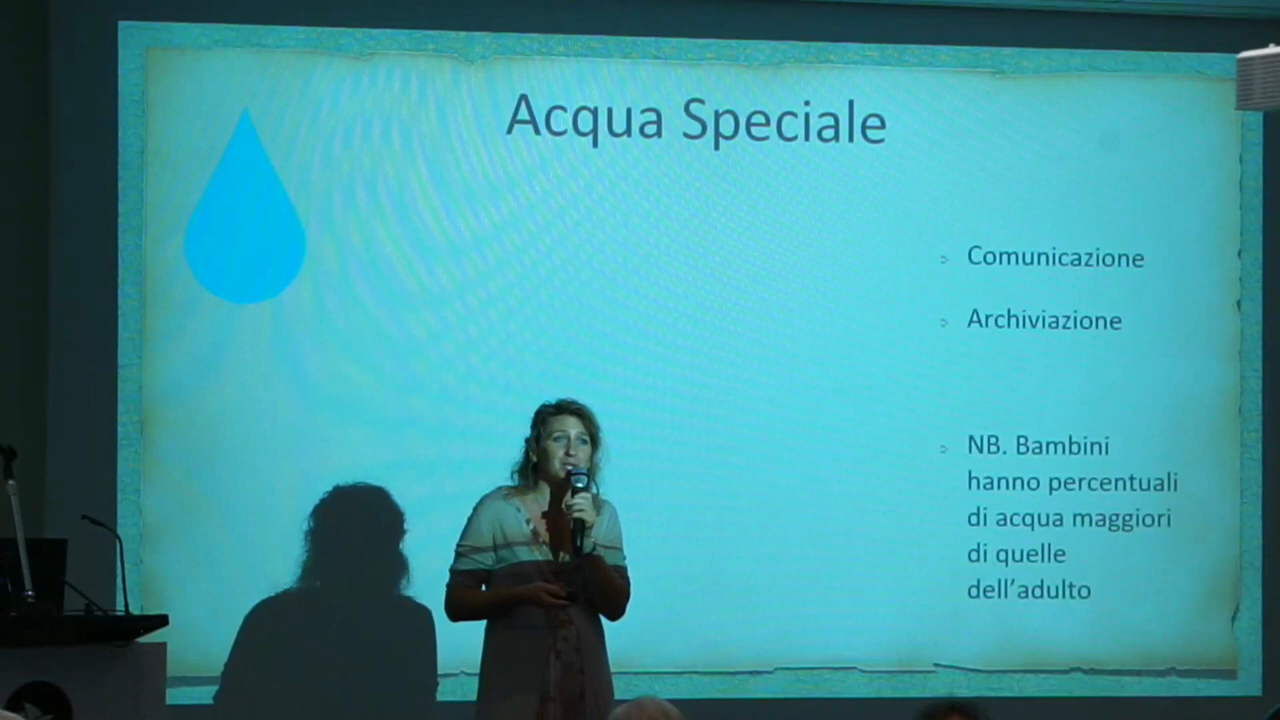 Acqua Speciale
Comunicazione
Archiviazione
NB. Bambini
hanno percentuali
di acqua maggiori
di quelle
dell'adulto